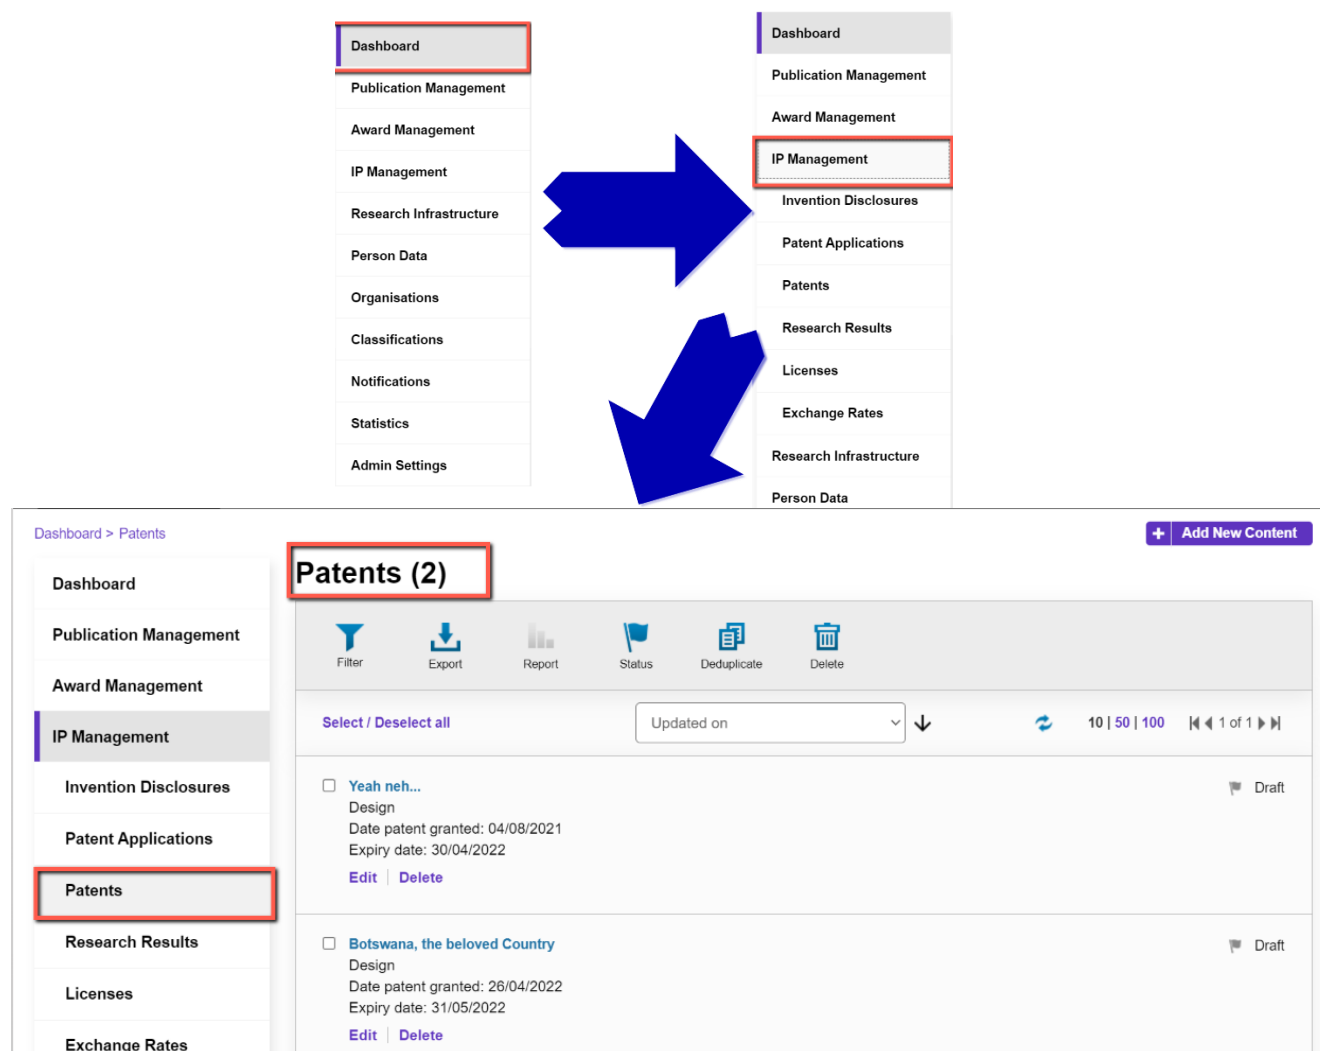 Dashboard
Publication Management
Award Management
IP Management
Research Infrastructure
Person Data
Organisations
Classifications
Notifications
Statistics
Admin Settings
Dashboard
Publication Management
Award Management
IP Management
Invention Disclosures
Patent Applications
Patents
Research Results
Licenses
Exchange Rates
Research Infrastructure
Person Data
Dashboard > Patents
+ Add New Content
Dashboard
Publication Management
Award Management
IP Management
Invention Disclosures
Patent Applications
Patents
Research Results
Licenses
Exchange Rates
Patents (2)
Filter Export Report Status Deduplicate Delete
Select / Deselect all Updated on 10 | 50 | 100 1 of 1
Yeah neh... Draft
Design
Date patent granted: 04/08/2021
Expiry date: 30/04/2022
Edit | Delete
Botswana, the beloved Country Draft
Design
Date patent granted: 26/04/2022
Expiry date: 31/05/2022
Edit | Delete